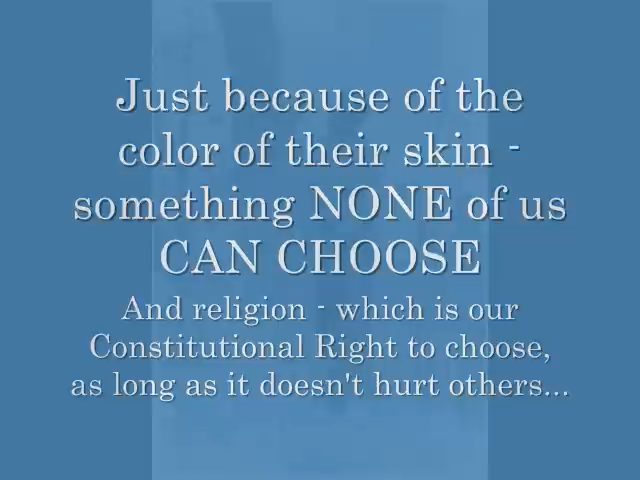 Just because of the
color of their skin -
something NONE of us
CAN CHOOSE
And religion - which is our
Constitutional Right to choose,
as long as it doesn't hurt others...